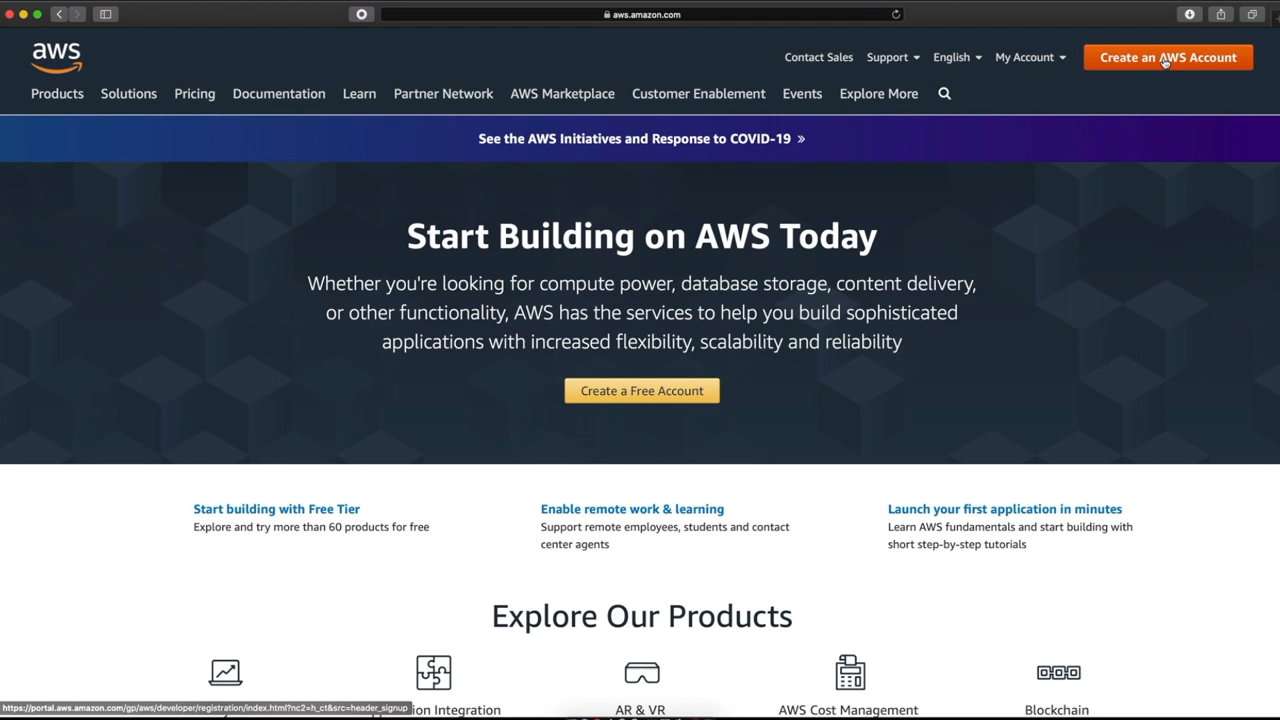 aws.amazon.com
aws
Contact Sales Support English My Account Create an AWS Account
Products Solutions Pricing Documentation Learn Partner Network AWS Marketplace Customer Enablement Events Explore More
See the AWS Initiatives and Response to COVID-19 »
Start Building on AWS Today
Whether you're looking for compute power, database storage, content delivery,
or other functionality, AWS has the services to help you build sophisticated
applications with increased flexibility, scalability and reliability
Create a Free Account
Start building with Free Tier
Explore and try more than 60 products for free
Enable remote work & learning
Support remote employees, students and contact
center agents
Launch your first application in minutes
Learn AWS fundamentals and start building with
short step-by-step tutorials
Explore Our Products
Integration AR & VR AWS Cost Management Blockchain
https://portal.aws.amazon.com/gp/aws/developer/registration/index.html?nc2=h_ct&src=header_signup